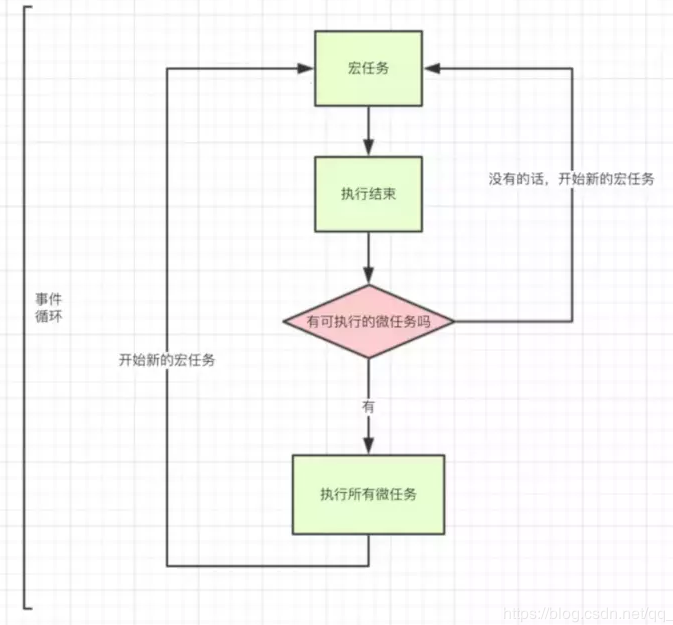 宏任务
没有的话，开始新的宏任务
执行结束
事件
循环
有可执行的微任务吗
开始新的宏任务
有
执行所有微任务
https://blog.csdn.net/qq_